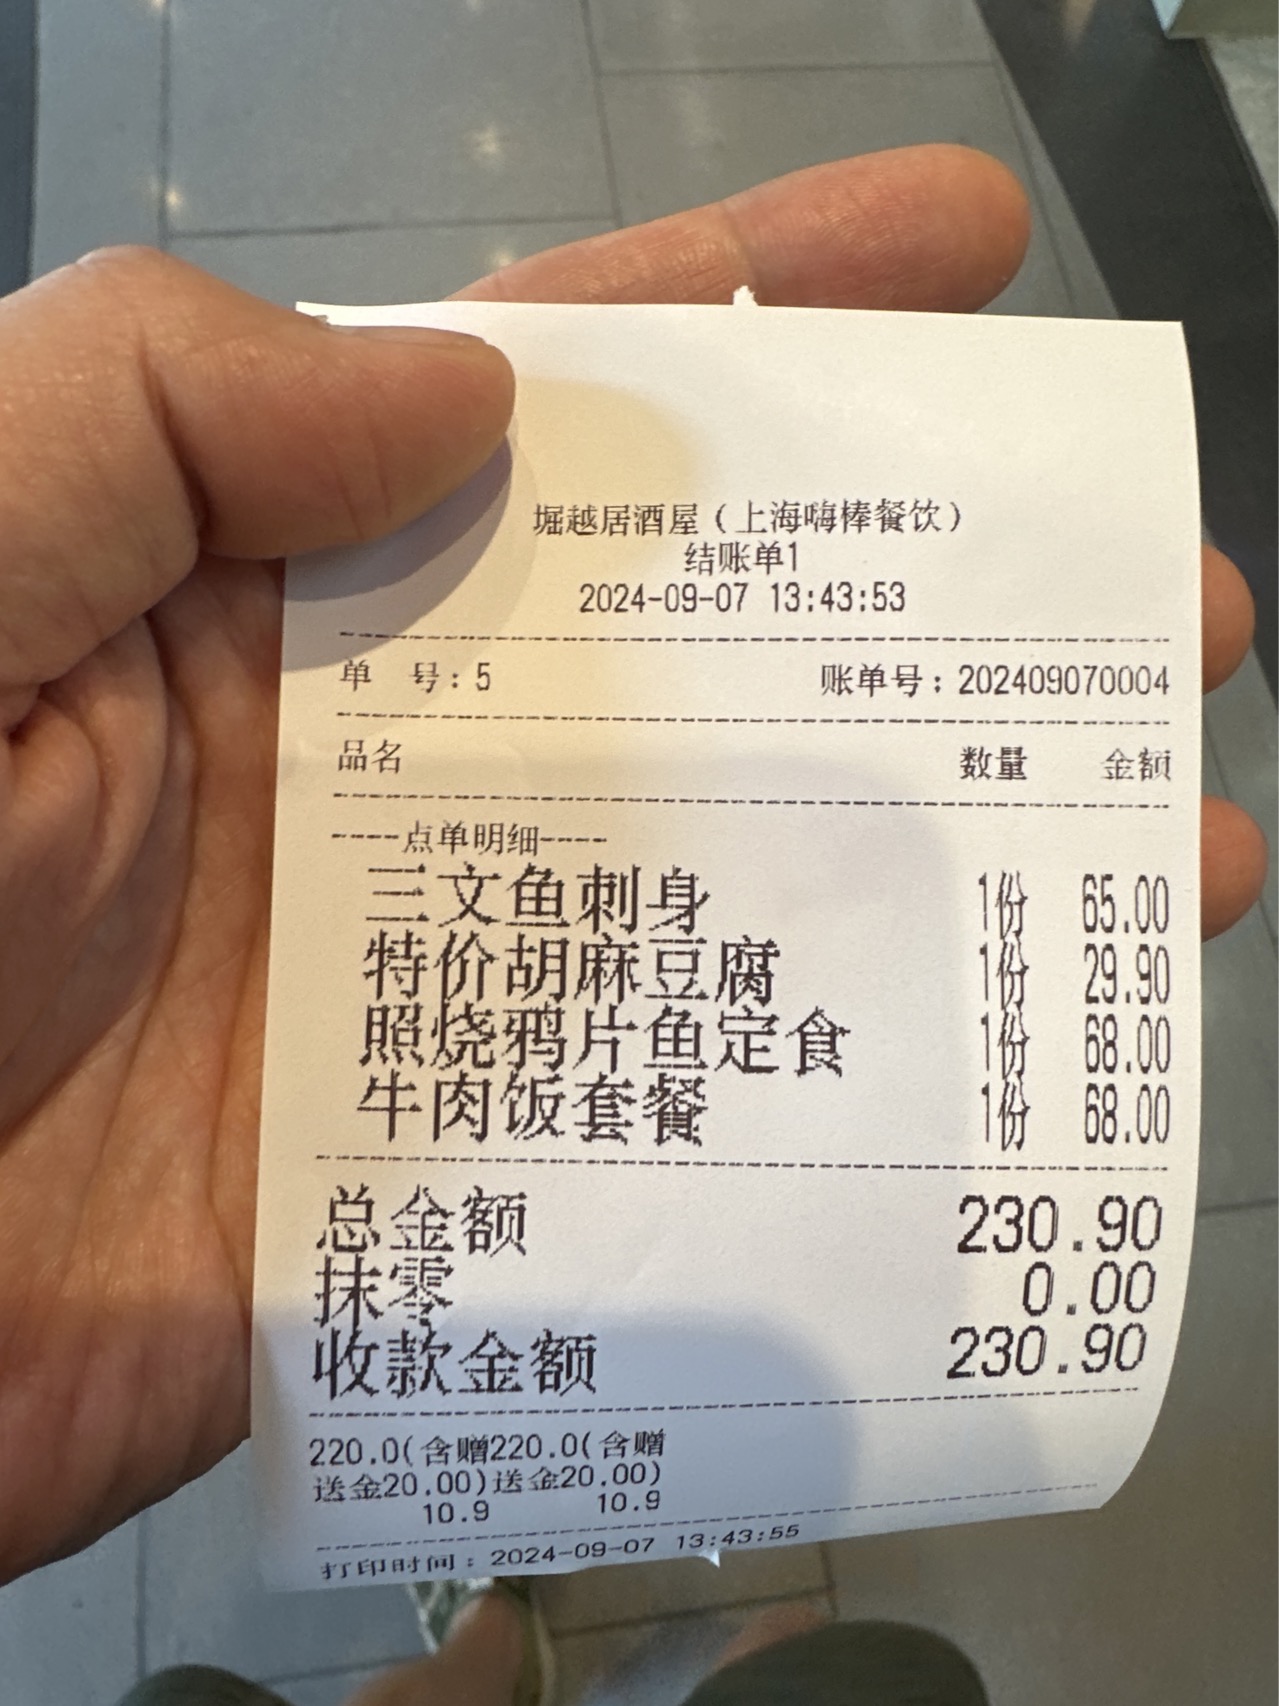 堀越居酒屋（上海嗨棒餐饮）
结账单1
2024-09-07 13:43:53
单 号：5 账单号：202409070004
品名 数量 金额
----点单明细----
三文鱼刺身 1份 65.00
特价胡麻豆腐 1份 29.90
照烧鸦片鱼定食 1份 68.00
牛肉饭套餐 1份 68.00
总金额 230.90
抹零 0.00
收款金额 230.90
220.0(含赠220.0(含赠
送金20.00)送金20.00)
10.9 10.9
打印时间：2024-09-07 13:43:55